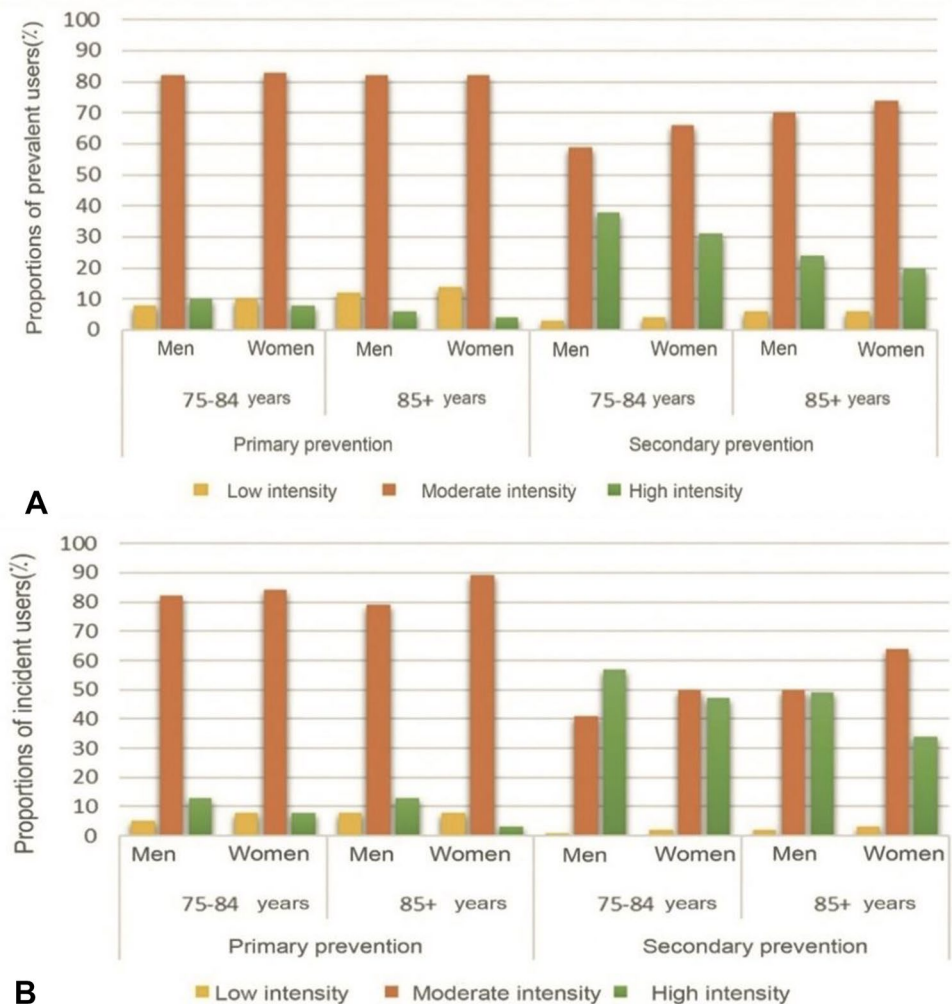 Proportions of prevalent users(%)
100
90
80
70
60
50
40
30
20
10
0
Men Women Men Women Men Women Men Women
75-84 years 85+ years 75-84 years 85+ years
Primary prevention Secondary prevention
Low intensity Moderate intensity High intensity
A
Proportions of incident users(%)
100
90
80
70
60
50
40
30
20
10
0
Men Women Men Women Men Women Men Women
75-84 years 85+ years 75-84 years 85+ years
Primary prevention Secondary prevention
Low intensity Moderate intensity High intensity
B